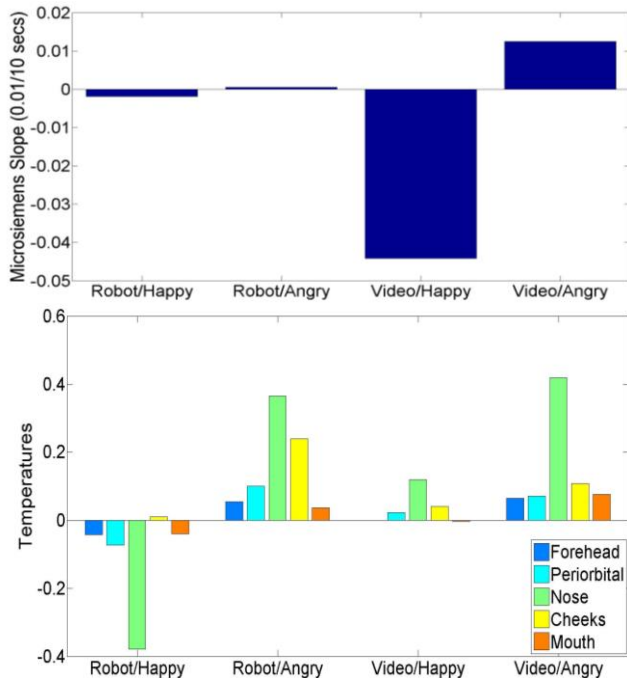 0.02
0.01
0
-0.01
-0.02
-0.03
-0.04
-0.05
Microsiemens Slope (0.01/10 secs)
Robot/Happy Robot/Angry Video/Happy Video/Angry
0.6
0.4
0.2
0
-0.2
-0.4
Temperatures
Forehead
Periorbital
Nose
Cheeks
Mouth
Robot/Happy Robot/Angry Video/Happy Video/Angry